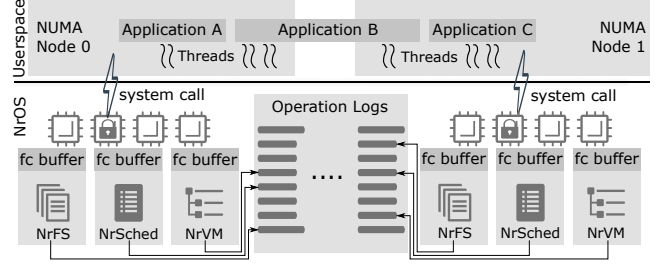 Userspace
NUMA
Node 0
Application A
Application B
Application C
NUMA
Node 1
Threads
Threads
NrOS
system call
system call
Operation Logs
....
fc buffer
fc buffer
fc buffer
fc buffer
fc buffer
fc buffer
NrFS
NrSched
NrVM
NrFS
NrSched
NrVM